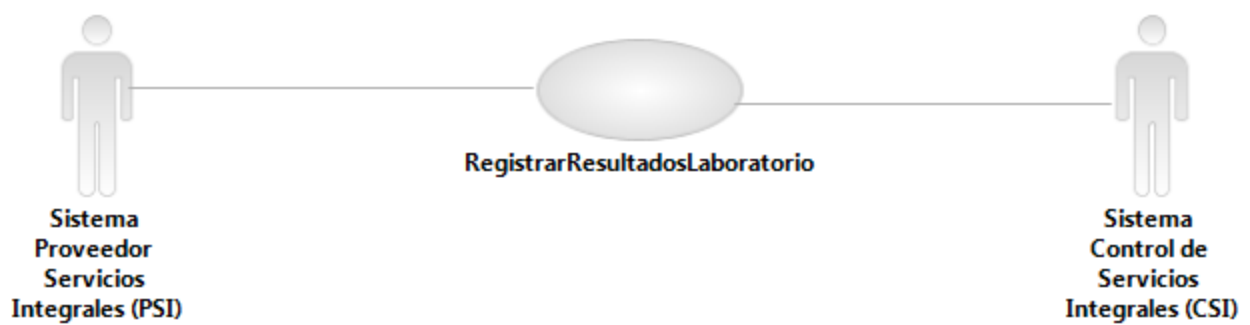 RegistrarResultadosLaboratorio
Sistema
Proveedor
Servicios
Integrales (PSI)
Sistema
Control de
Servicios
Integrales (CSI)